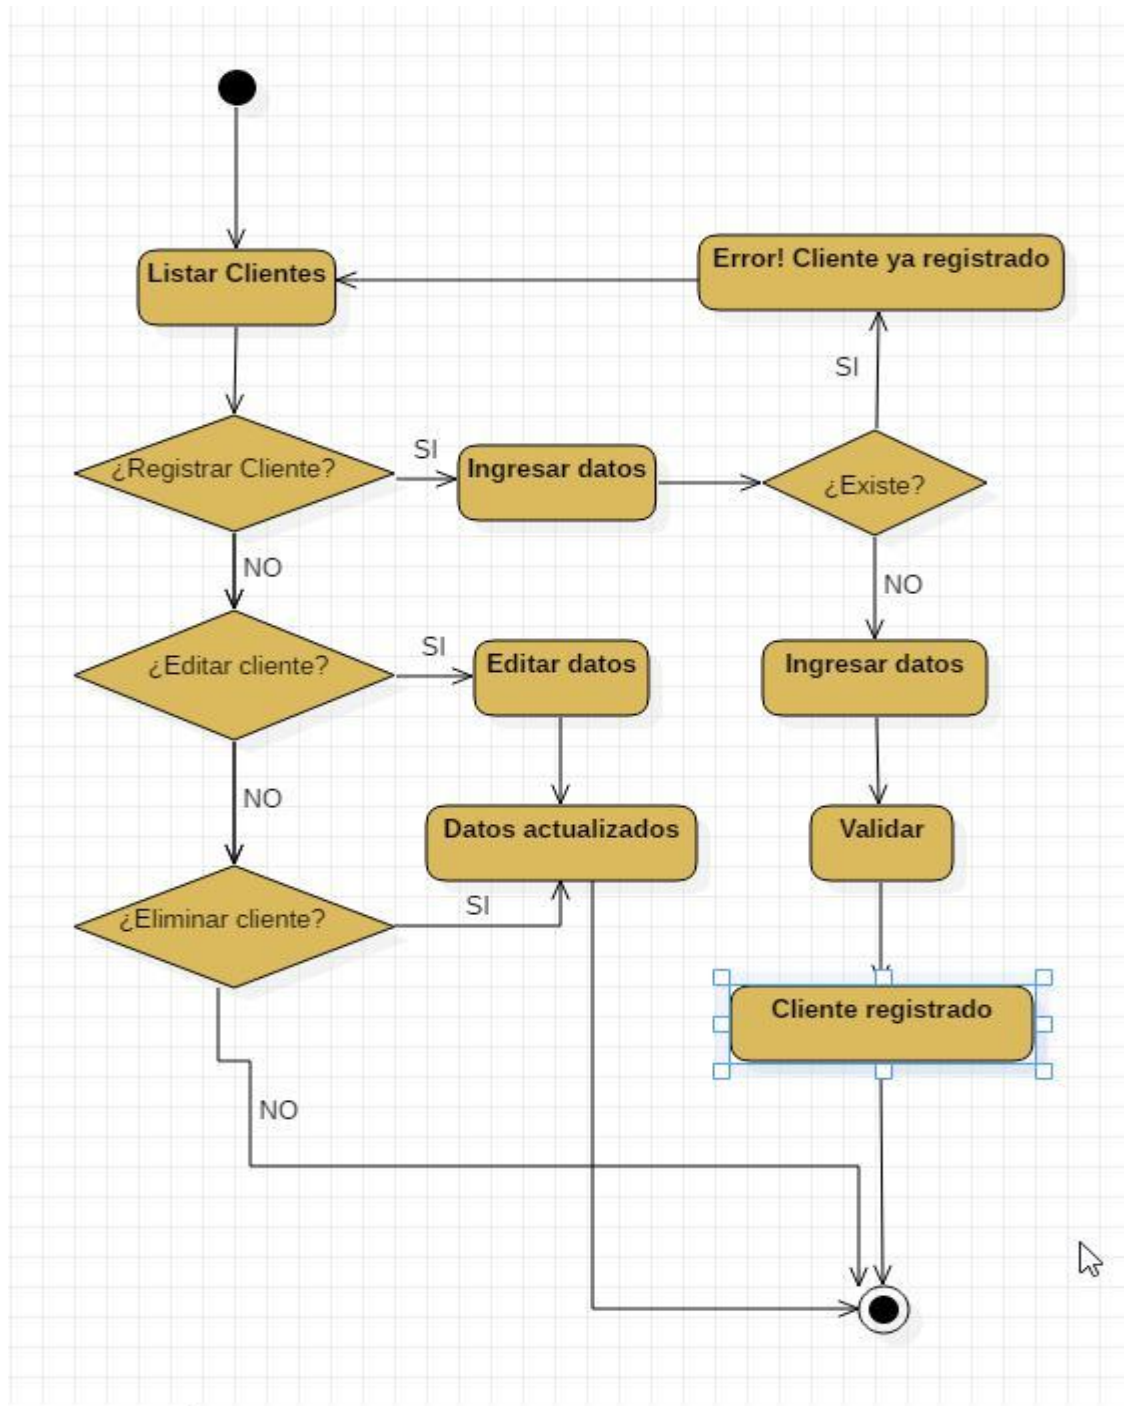 Listar Clientes
Error! Cliente ya registrado
SI
¿Registrar Cliente?
SI
Ingresar datos
¿Existe?
NO
NO
¿Editar cliente?
SI
Editar datos
Ingresar datos
NO
Datos actualizados
Validar
¿Eliminar cliente?
SI
Cliente registrado
NO